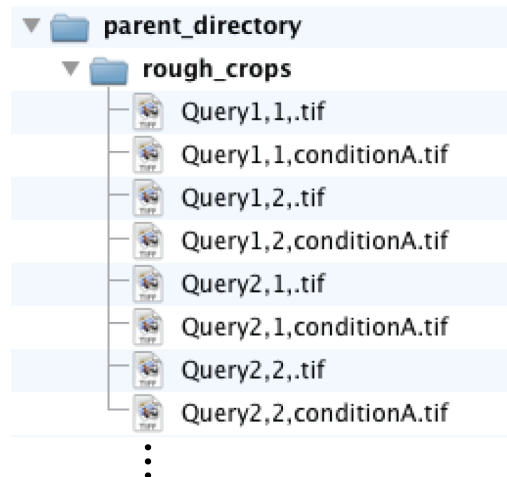 parent_directory
rough_crops
Query1,1,.tif
Query1,1,conditionA.tif
Query1,2,.tif
Query1,2,conditionA.tif
Query2,1,.tif
Query2,1,conditionA.tif
Query2,2,.tif
Query2,2,conditionA.tif